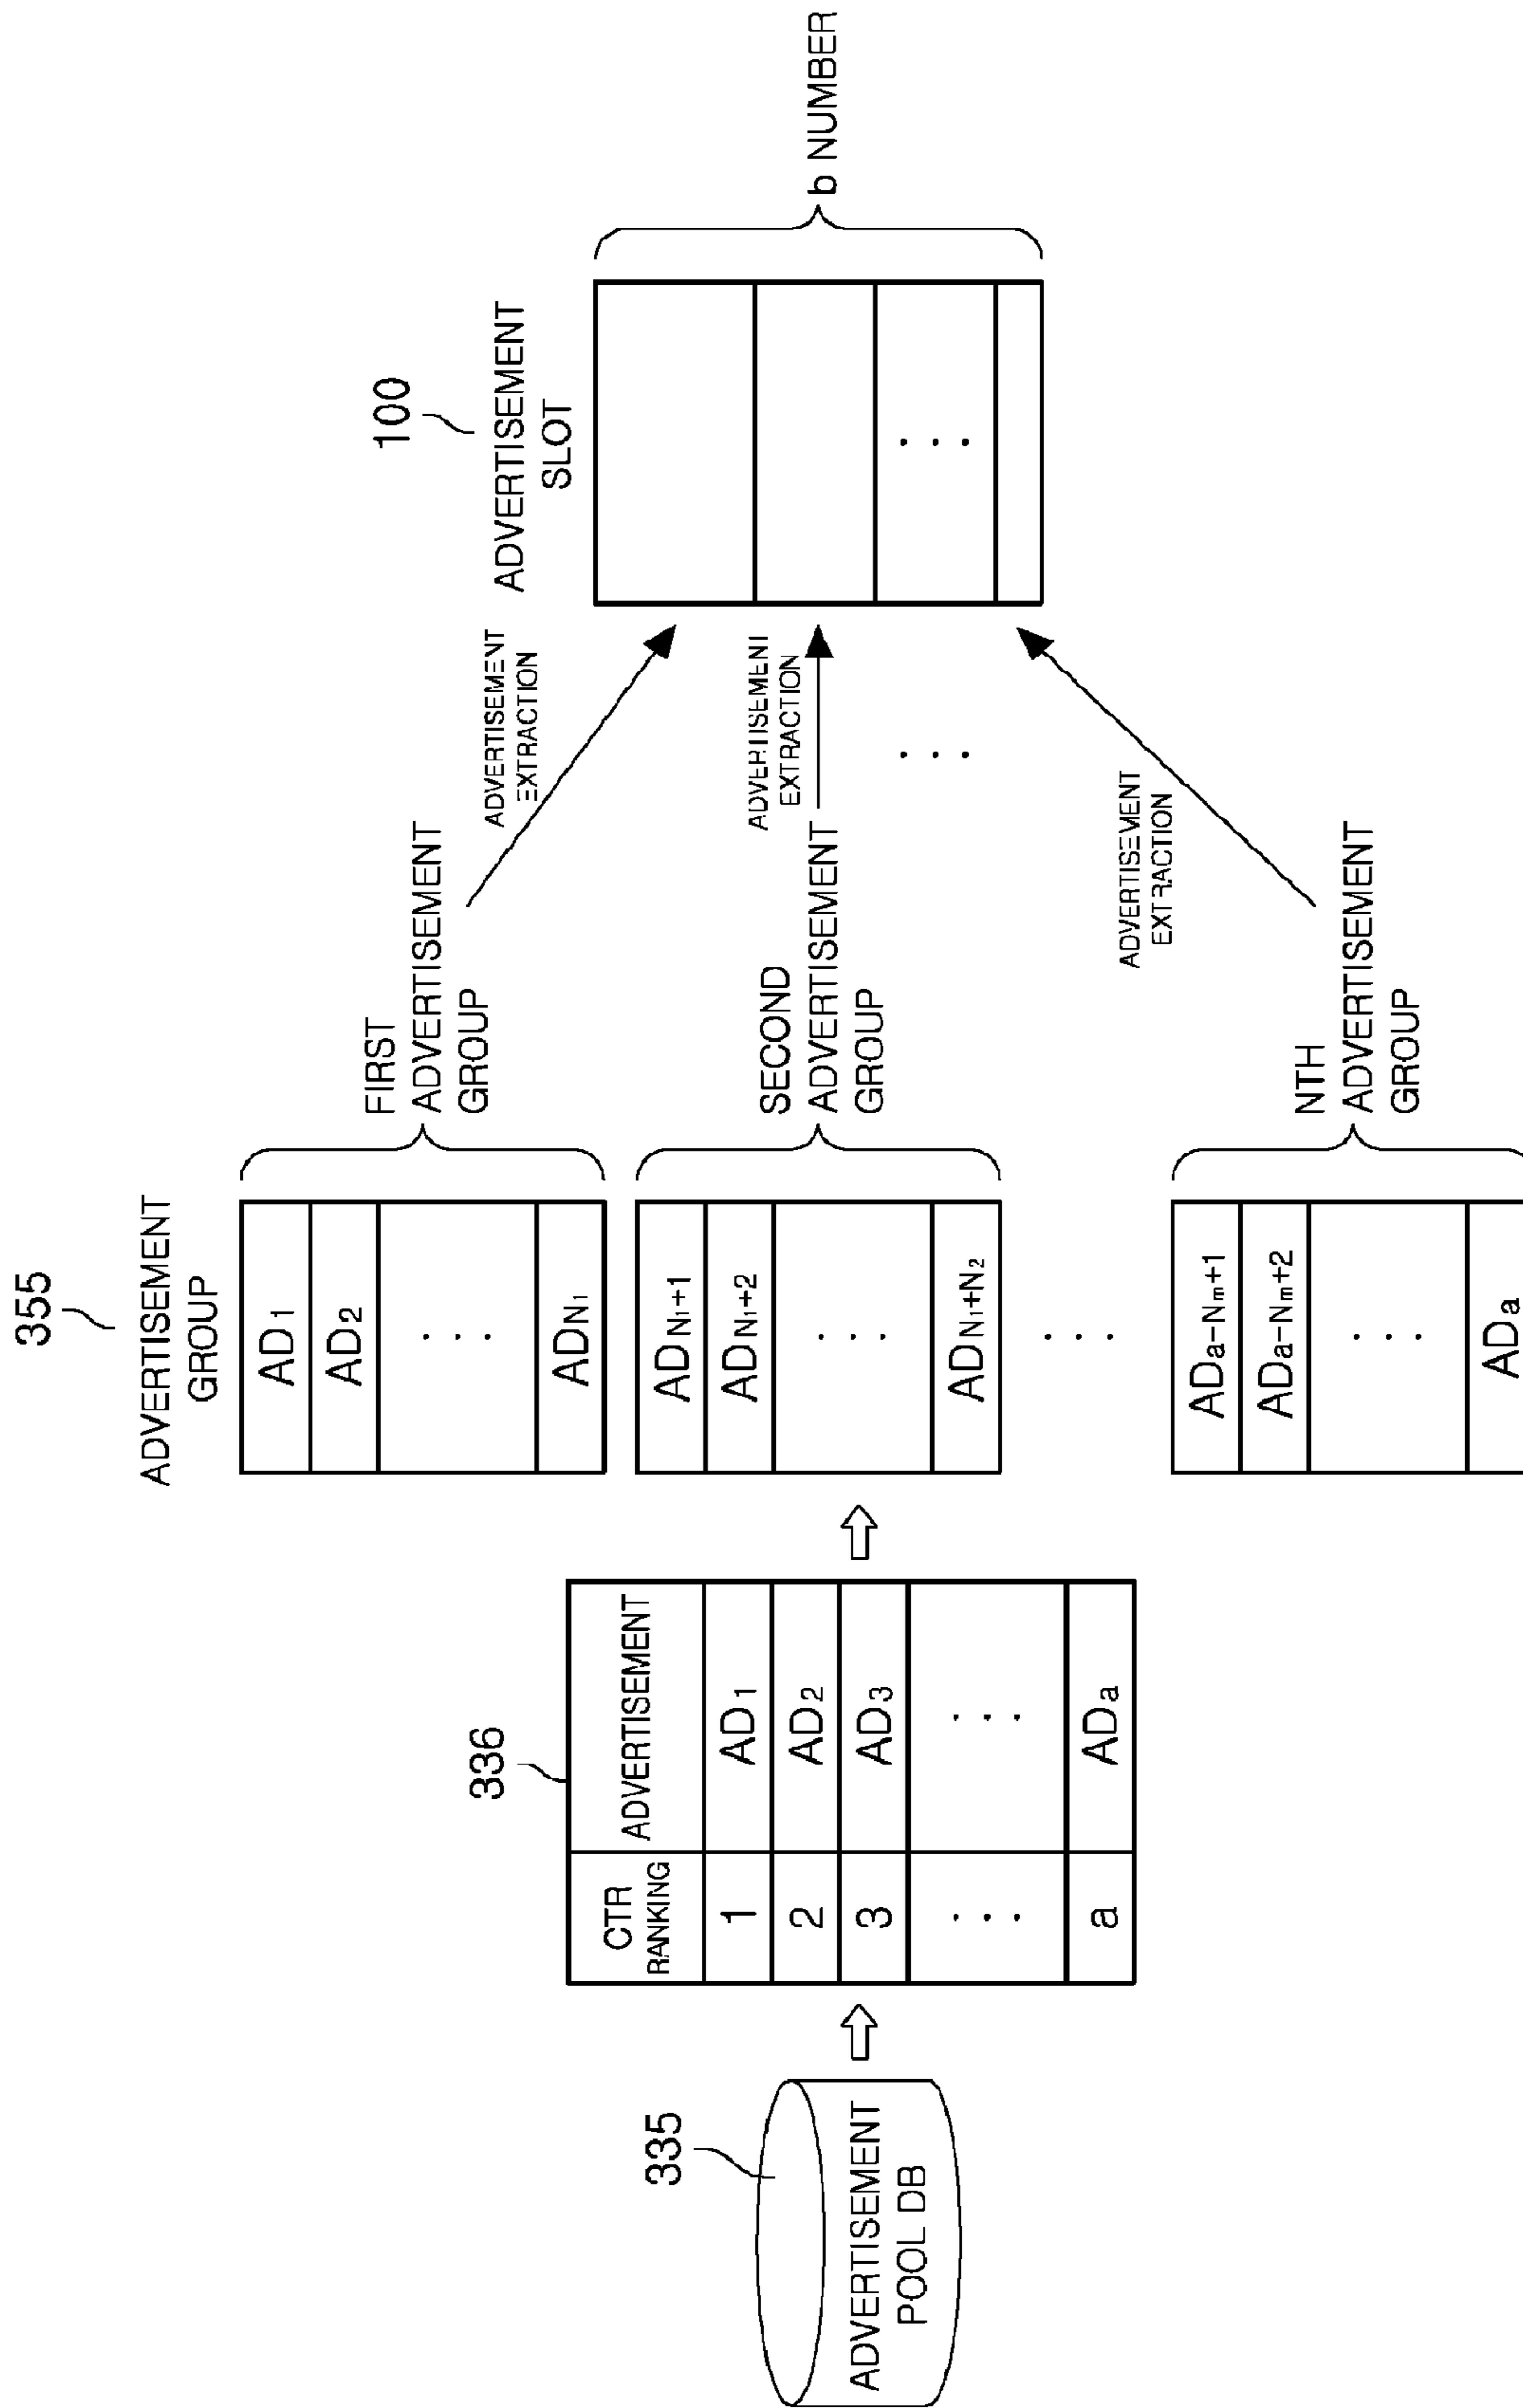 335
ADVERTISEMENT
POOL DB
336
CTR
RANKING
ADVERTISEMENT
1
AD1
2
AD2
3
AD3
...
...
a
ADa
355
ADVERTISEMENT
GROUP
AD1
AD2
...
ADN1
ADN1+1
ADN1+2
...
ADN1+N2
...
ADa-Nm+1
ADa-Nm+2
...
ADa
FIRST
ADVERTISEMENT
GROUP
SECOND
ADVERTISEMENT
GROUP
NTH
ADVERTISEMENT
GROUP
ADVERTISEMENT
EXTRACTION
ADVERTISEMENT
EXTRACTION
...
ADVERTISEMENT
EXTRACTION
100
ADVERTISEMENT
SLOT
...
b NUMBER